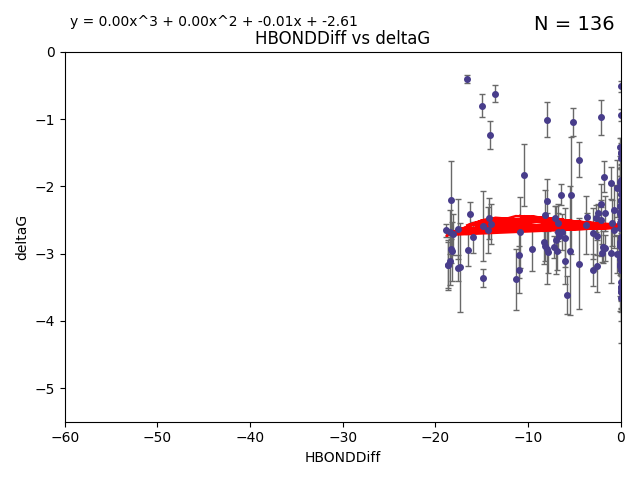 y = 0.00x^3 + 0.00x^2 + -0.01x + -2.61
N = 136
HBONDDiff vs deltaG
0
−1
−2
−3
−4
−5
deltaG
−60
−50
−40
−30
−20
−10
0
HBONDDiff